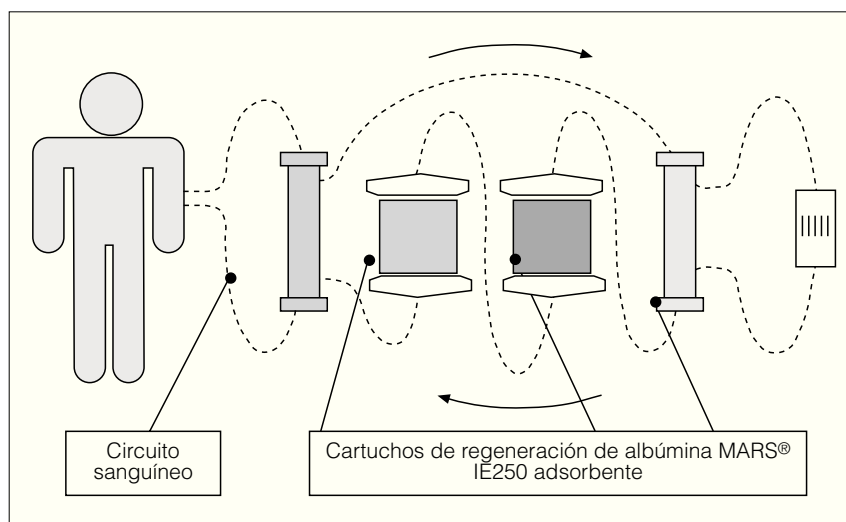 Circuito
sanguíneo
Cartuchos de regeneración de albúmina MARS®
IE250 adsorbente